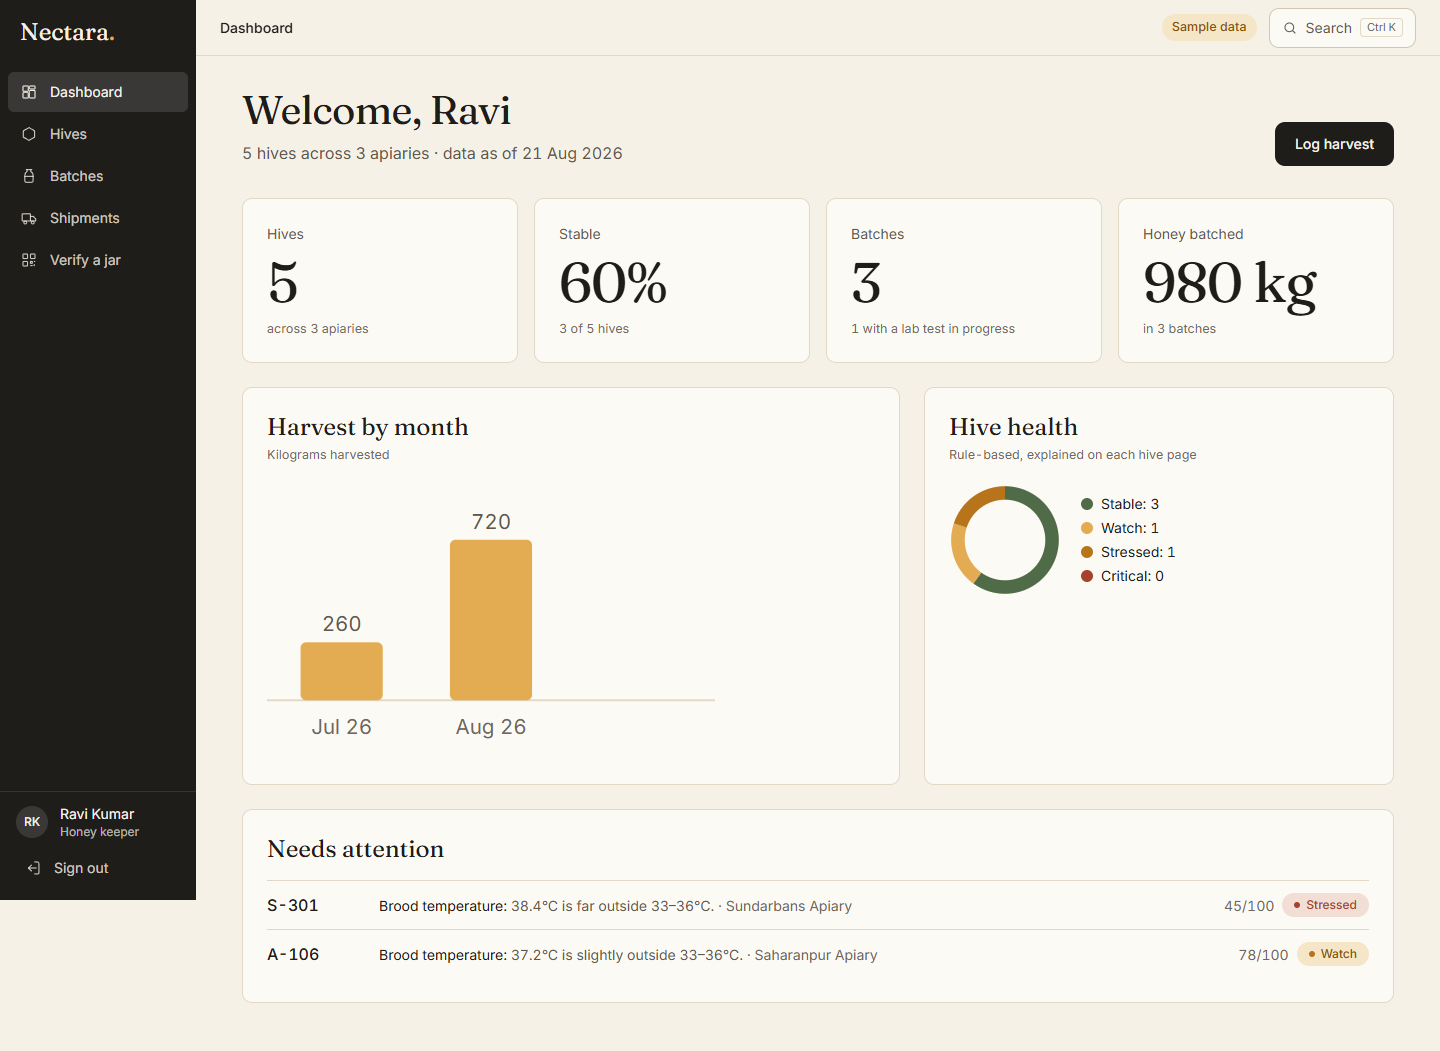 Nectara.
Dashboard
Hives
Batches
Shipments
Verify a jar
RK
Ravi Kumar
Honey keeper
Sign out
Dashboard
Sample data
Search Ctrl K
Welcome, Ravi
5 hives across 3 apiaries · data as of 21 Aug 2026
Log harvest
Hives
5
across 3 apiaries
Stable
60%
3 of 5 hives
Batches
3
1 with a lab test in progress
Honey batched
980 kg
in 3 batches
Harvest by month
Kilograms harvested
260
720
Jul 26
Aug 26
Hive health
Rule-based, explained on each hive page
Stable: 3
Watch: 1
Stressed: 1
Critical: 0
Needs attention
S-301 Brood temperature: 38.4°C is far outside 33–36°C. · Sundarbans Apiary 45/100 Stressed
A-106 Brood temperature: 37.2°C is slightly outside 33–36°C. · Saharanpur Apiary 78/100 Watch